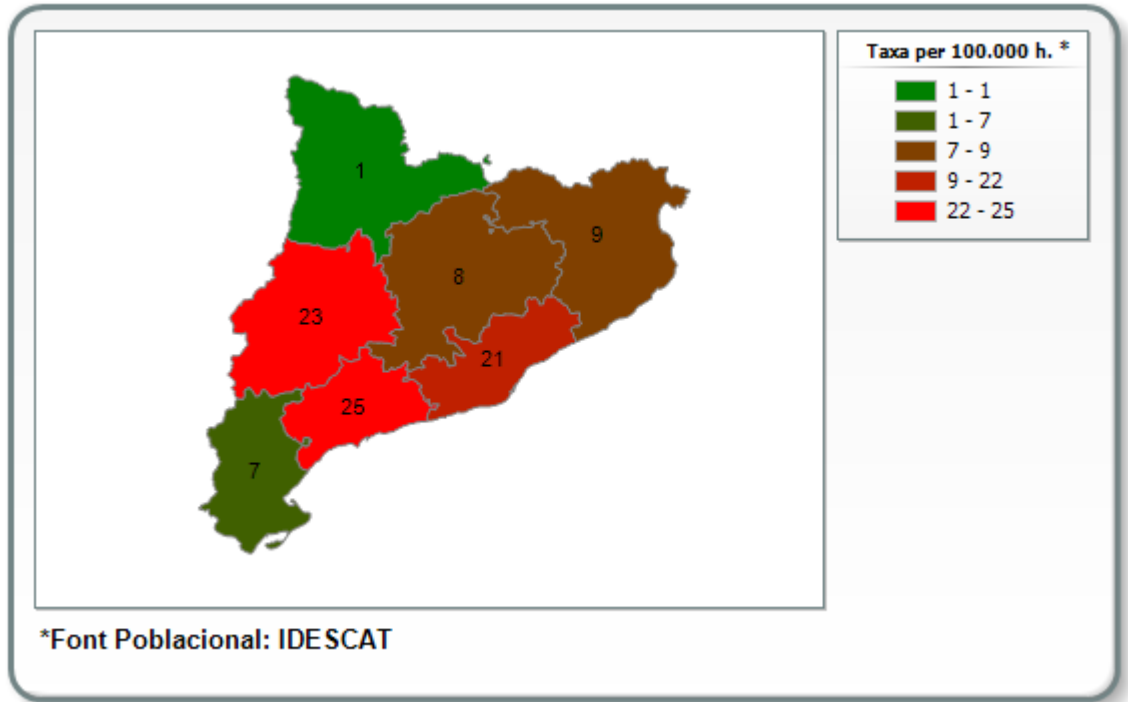 Taxa per 100.000 h. *
1 - 1
1 - 7
7 - 9
9 - 22
22 - 25
1
9
8
23
21
25
7
*Font Poblacional: IDESCAT